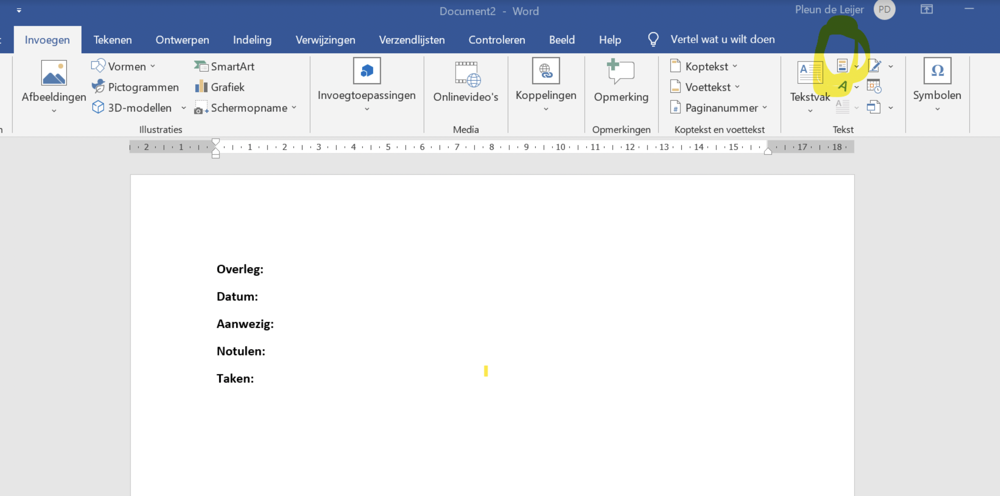 Document2 - Word
Pleun de Leijer PD
Invoegen Tekenen Ontwerpen Indeling Verwijzingen Verzendlijsten Controleren Beeld Help Vertel wat u wilt doen
Afbeeldingen
Vormen
Pictogrammen
3D-modellen
SmartArt
Grafiek
Schermopname
Illustraties
Invoegtoepassingen
Onlinevideo's
Media
Koppelingen
Opmerking
Opmerkingen
Koptekst
Voettekst
# Paginanummer
Koptekst en voettekst
A
Tekstvak
A
A
Tekst
Ω
Symbolen
2 1 1 2 3 4 5 6 7 8 9 10 11 12 13 14 15 17 18
Overleg:
Datum:
Aanwezig:
Notulen:
Taken: